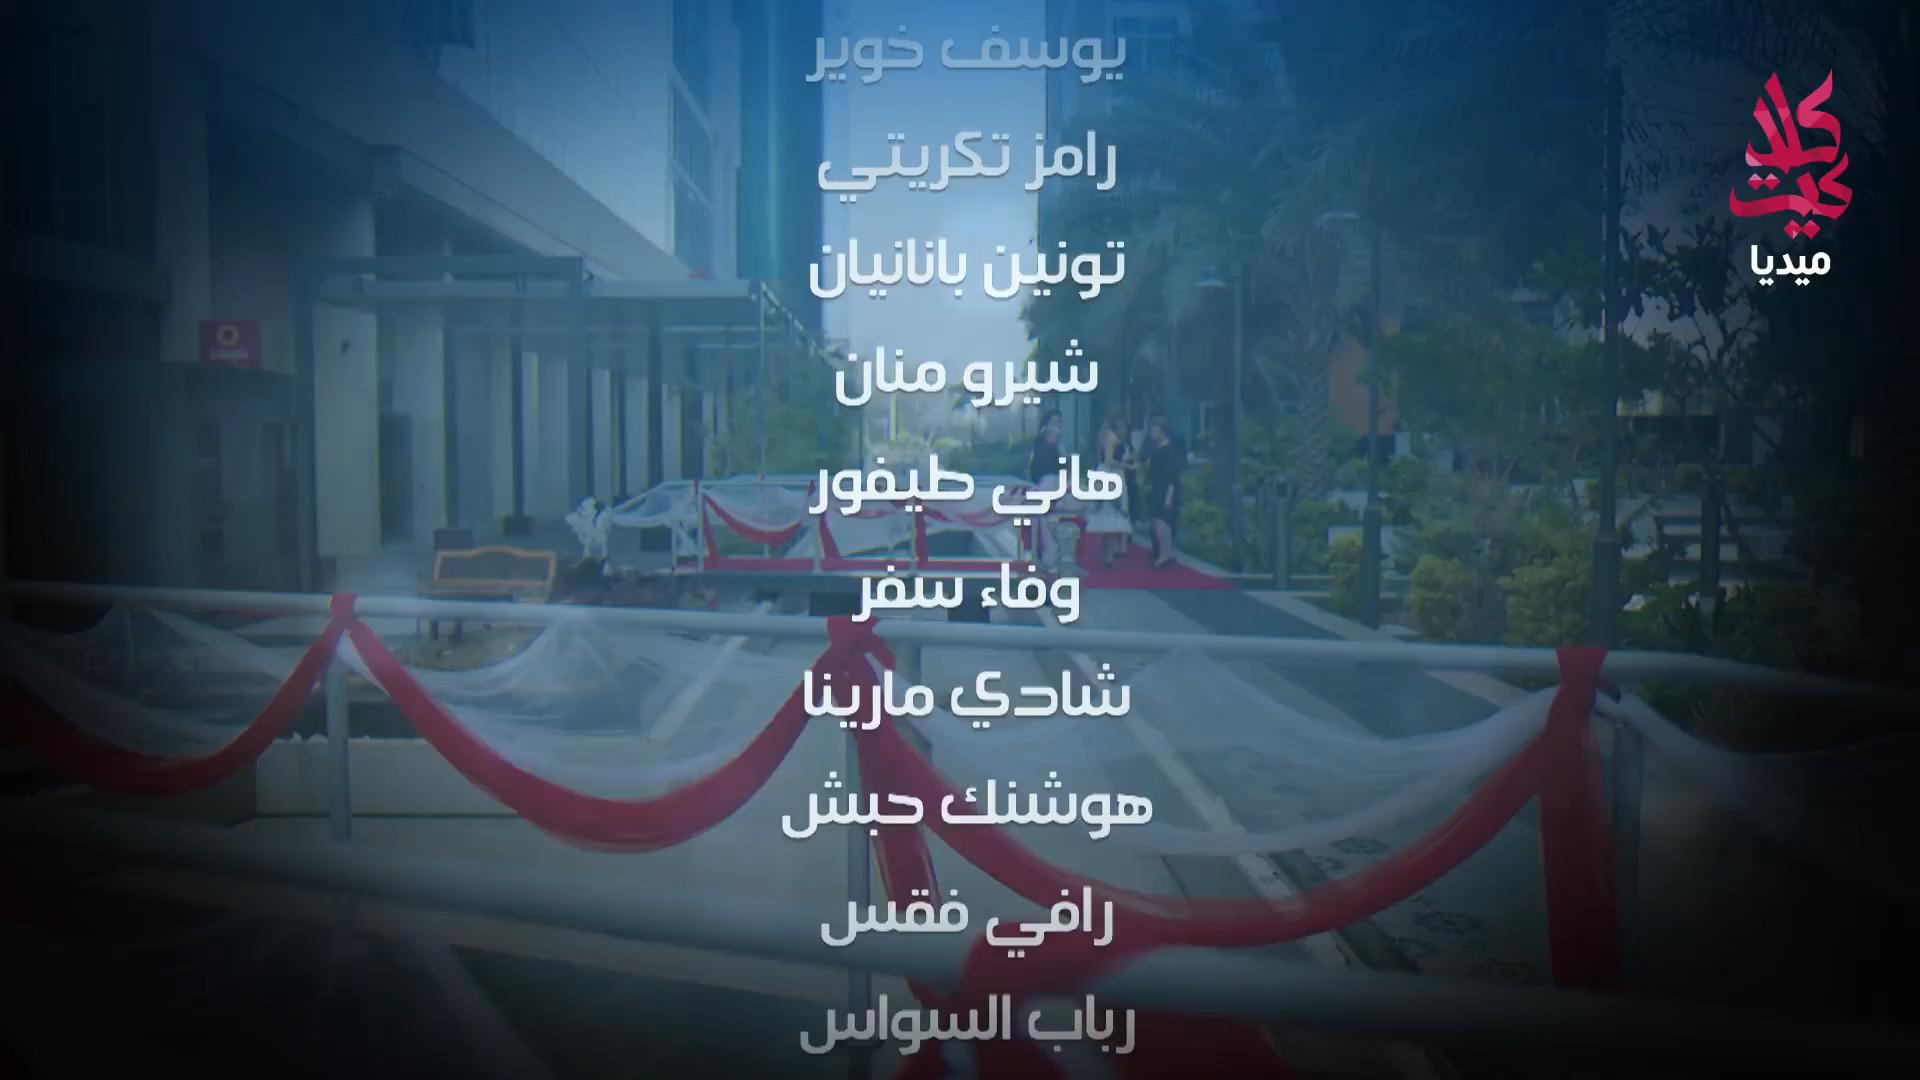 يوسف خوير
رامز تكريتي
تونين بانانيان
شيرو منان
هاني طيفور
وفاء سفر
شادي مارينا
هوشنك حبش
رافي فقس
رباب السواس
كلاكيت
ميديا